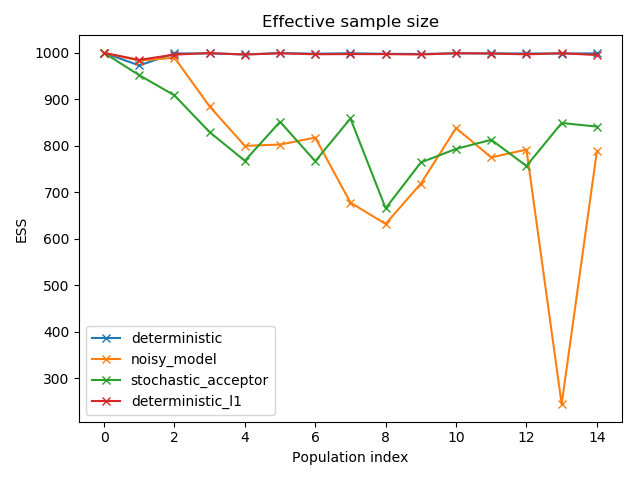 Effective sample size
ESS
1000
900
800
700
600
500
400
300
deterministic
noisy_model
stochastic_acceptor
deterministic_l1
0 2 4 6 8 10 12 14
Population index